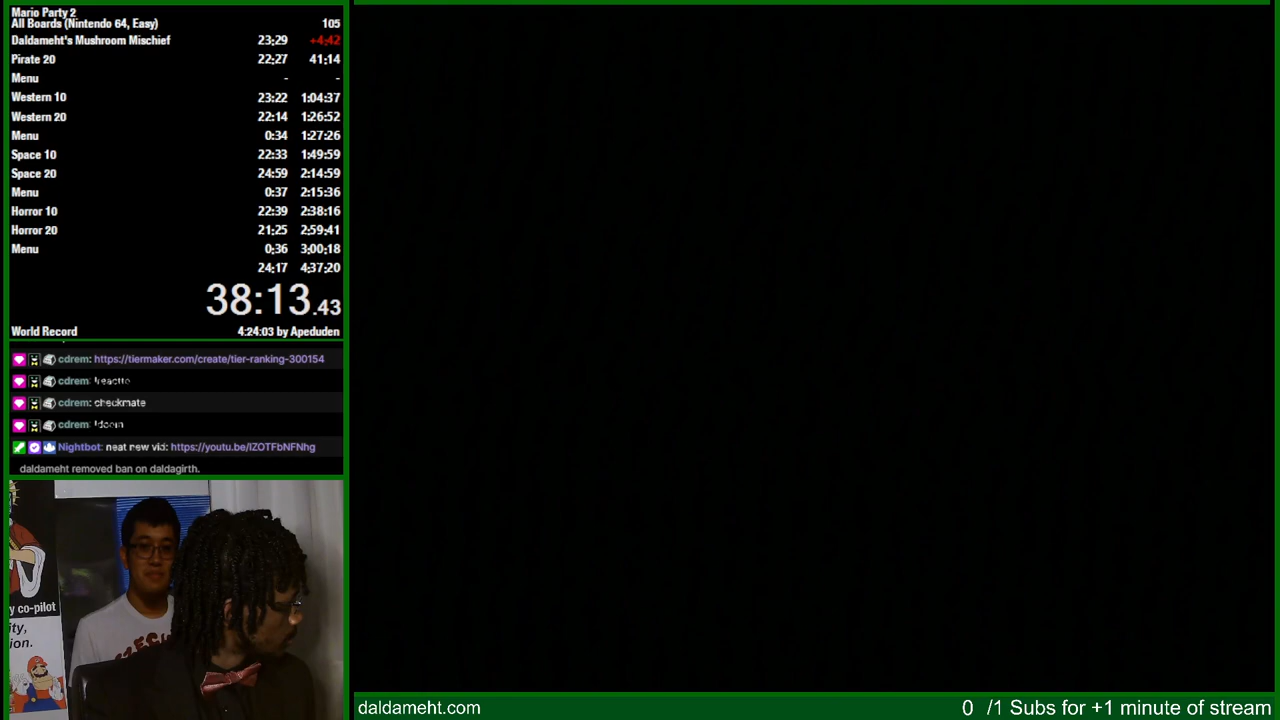 Mario Party 2
All Boards (Nintendo 64, Easy) 105
Daldameht's Mushroom Mischief 23:29 +4:42
Pirate 20 22:27 41:14
Menu - -
Western 10 23:22 1:04:37
Western 20 22:14 1:26:52
Menu 0:34 1:27:26
Space 10 22:33 1:49:59
Space 20 24:59 2:14:59
Menu 0:37 2:15:36
Horror 10 22:39 2:38:16
Horror 20 21:25 2:59:41
Menu 0:36 3:00:18
24:17 4:37:20
38:13.43
World Record 4:24:03 by Apeduden
cdrem: https://tiermaker.com/create/tier-ranking-300154
cdrem: !reactto
cdrem: checkmate
cdrem: !doom
Nightbot: neat new vid: https://youtu.be/IZOTFbNFNhg
daldameht removed ban on daldagirth.
y co-pilot
ity,
ion.
daldameht.com 0 /1 Subs for +1 minute of stream